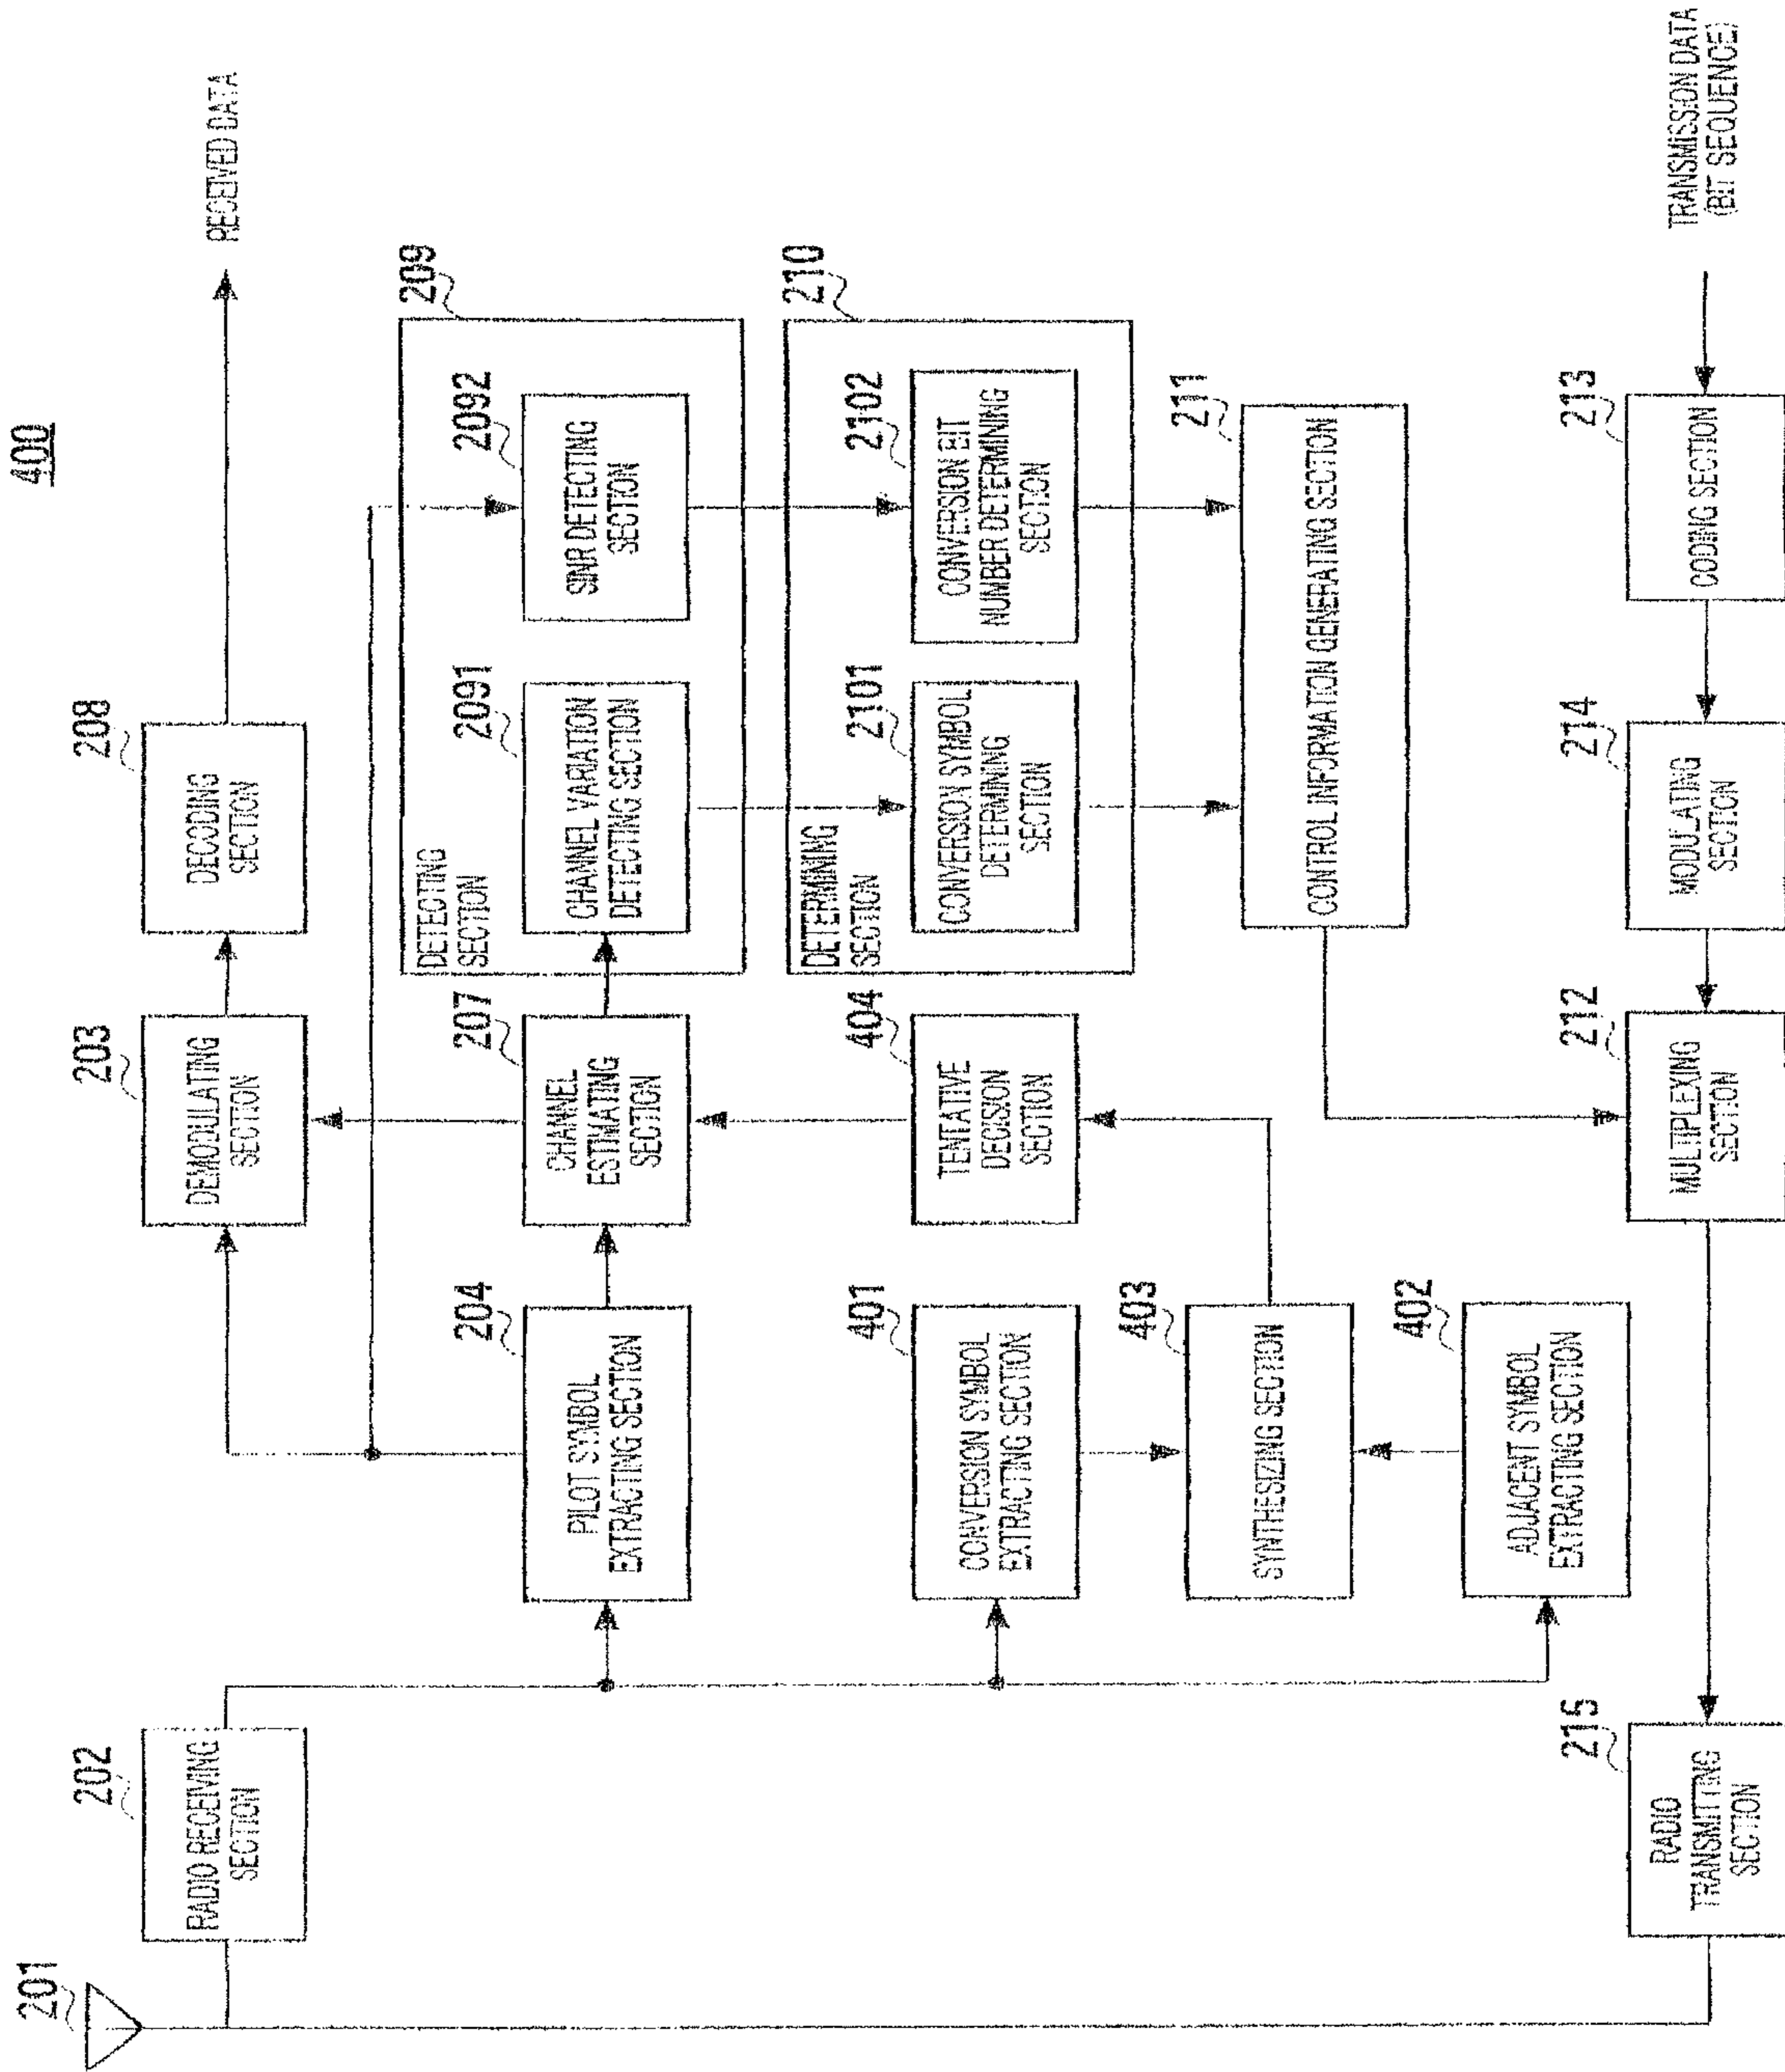 400
201
202
RADIO RECEIVING
SECTION
203
DEMODULATING
SECTION
208
DECODING
SECTION
RECEIVED DATA
204
PILOT SYMBOL
EXTRACTING SECTION
207
CHANNEL
ESTIMATING
SECTION
209
DETECTING
SECTION
2091
CHANNEL VARIATION
DETECTING SECTION
2092
SINR DETECTING
SECTION
401
CONVERSION SYMBOL
EXTRACTING SECTION
404
TENTATIVE
DECISION
SECTION
210
DETERMINING
SECTION
2101
CONVERSION SYMBOL
DETERMINING
SECTION
2102
CONVERSION BIT
NUMBER DETERMINING
SECTION
403
SYNTHESIZING SECTION
211
CONTROL INFORMATION GENERATING SECTION
402
ADJACENT SYMBOL
EXTRACTING SECTION
215
RADIO
TRANSMITTING
SECTION
212
MULTIPLEXING
SECTION
214
MODULATING
SECTION
213
CODING SECTION
TRANSMISSION DATA
(BIT SEQUENCE)